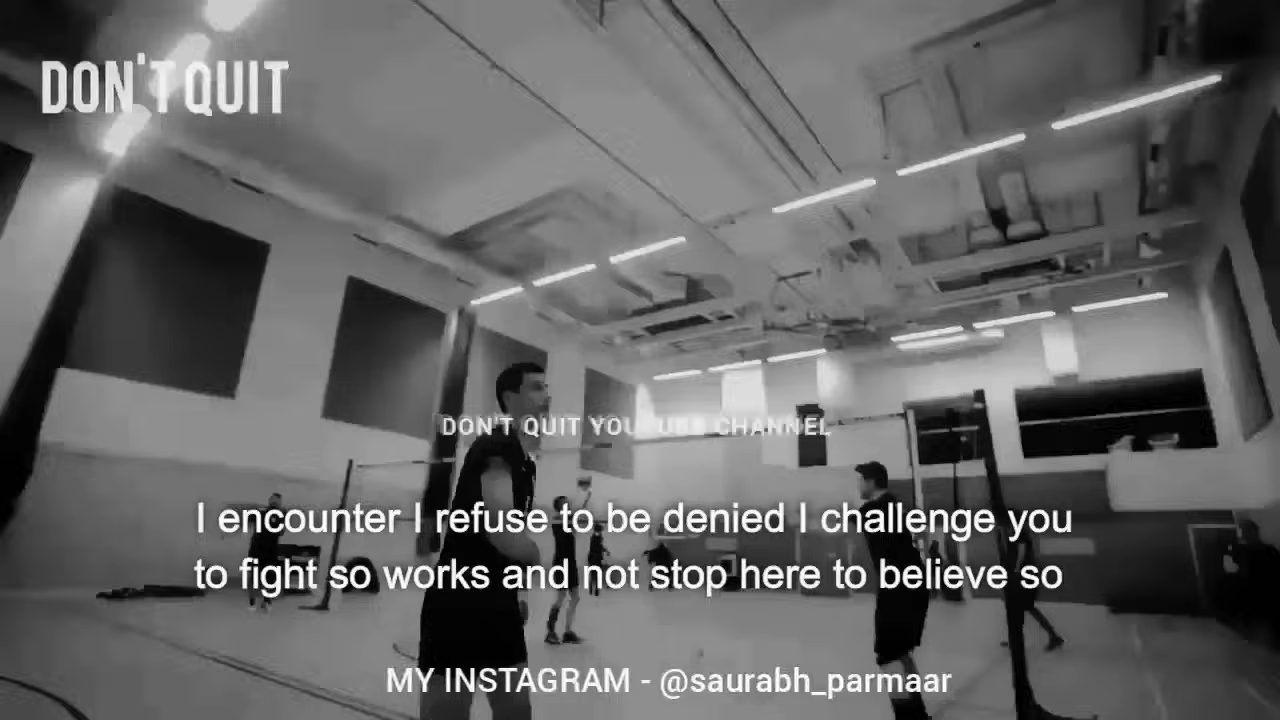 DON'T QUIT
DON'T QUIT YOUTUBE CHANNEL
I encounter I refuse to be denied I challenge you
to fight so works and not stop here to believe so
MY INSTAGRAM - @saurabh_parmaar